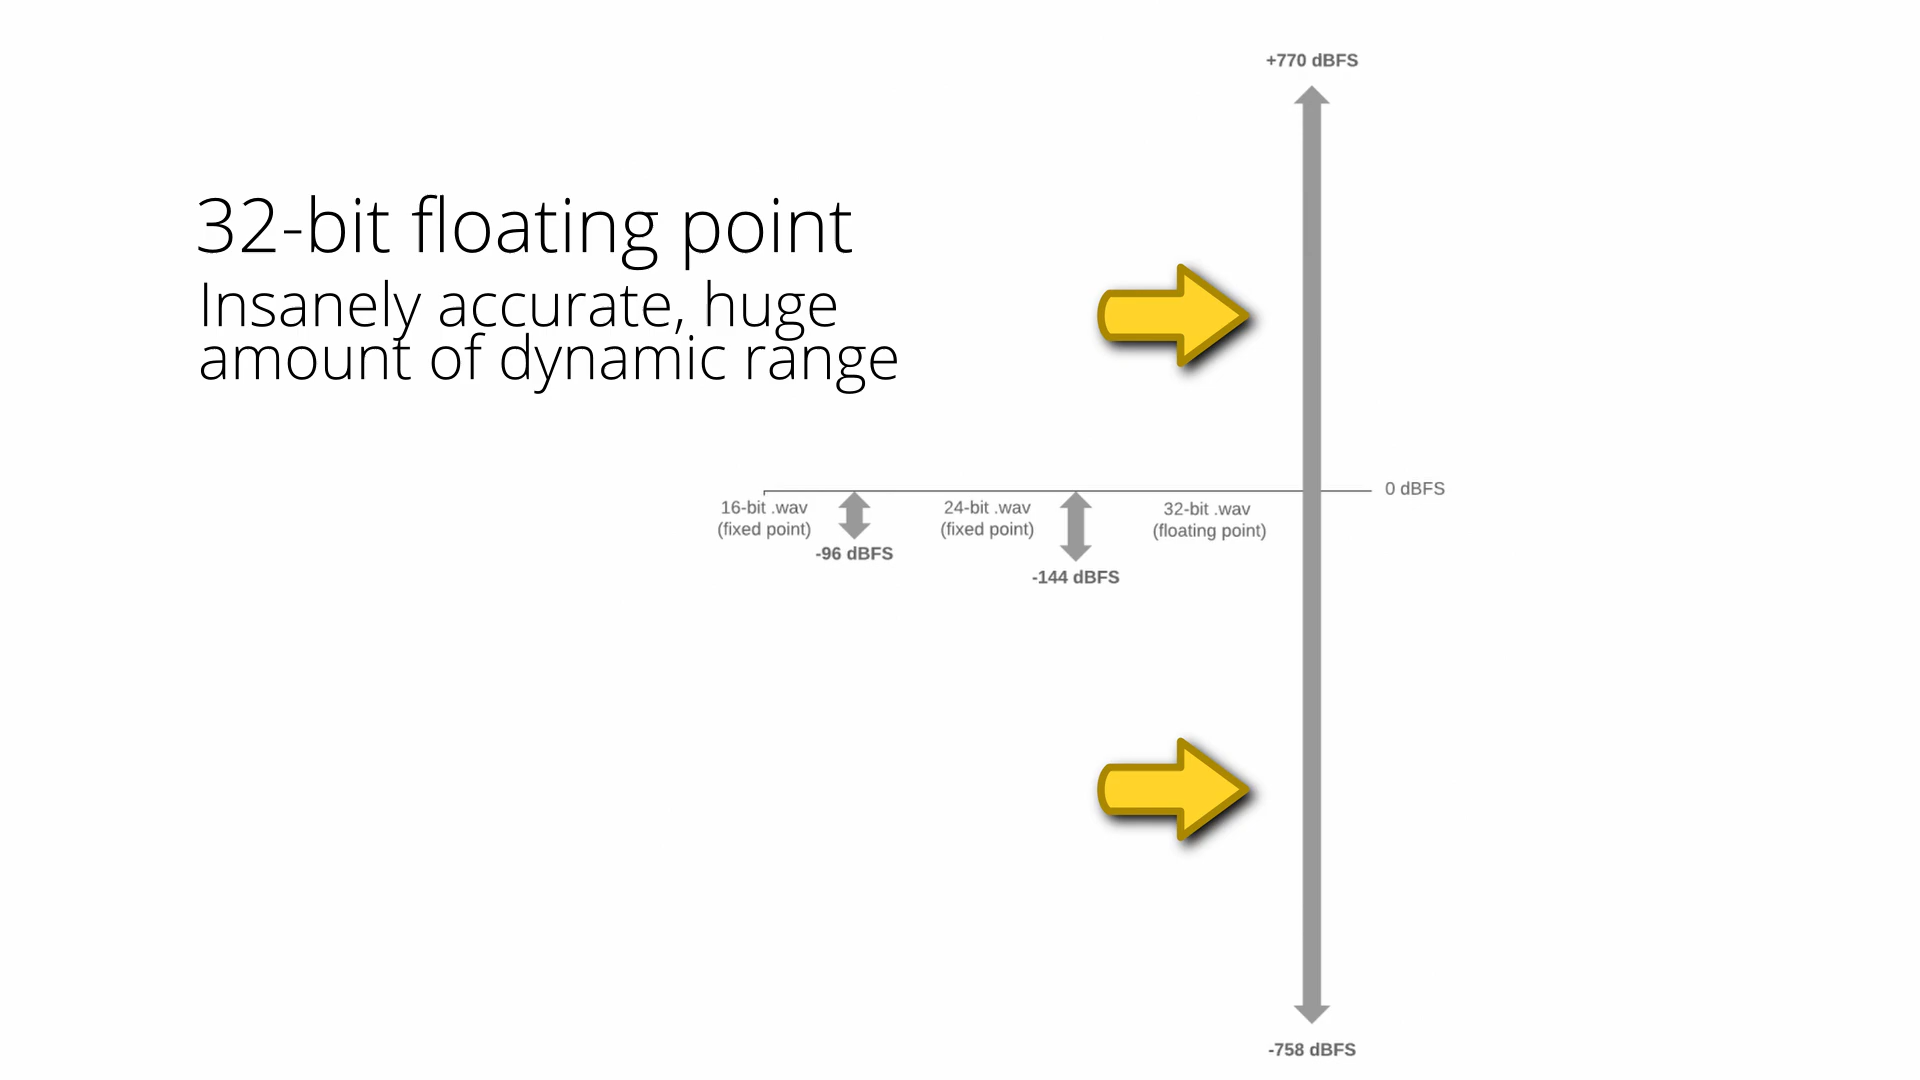 +770 dBFS
32-bit floating point
Insanely accurate, huge
amount of dynamic range
0 dBFS
16-bit .wav
(fixed point)
-96 dBFS
24-bit .wav
(fixed point)
-144 dBFS
32-bit .wav
(floating point)
-758 dBFS